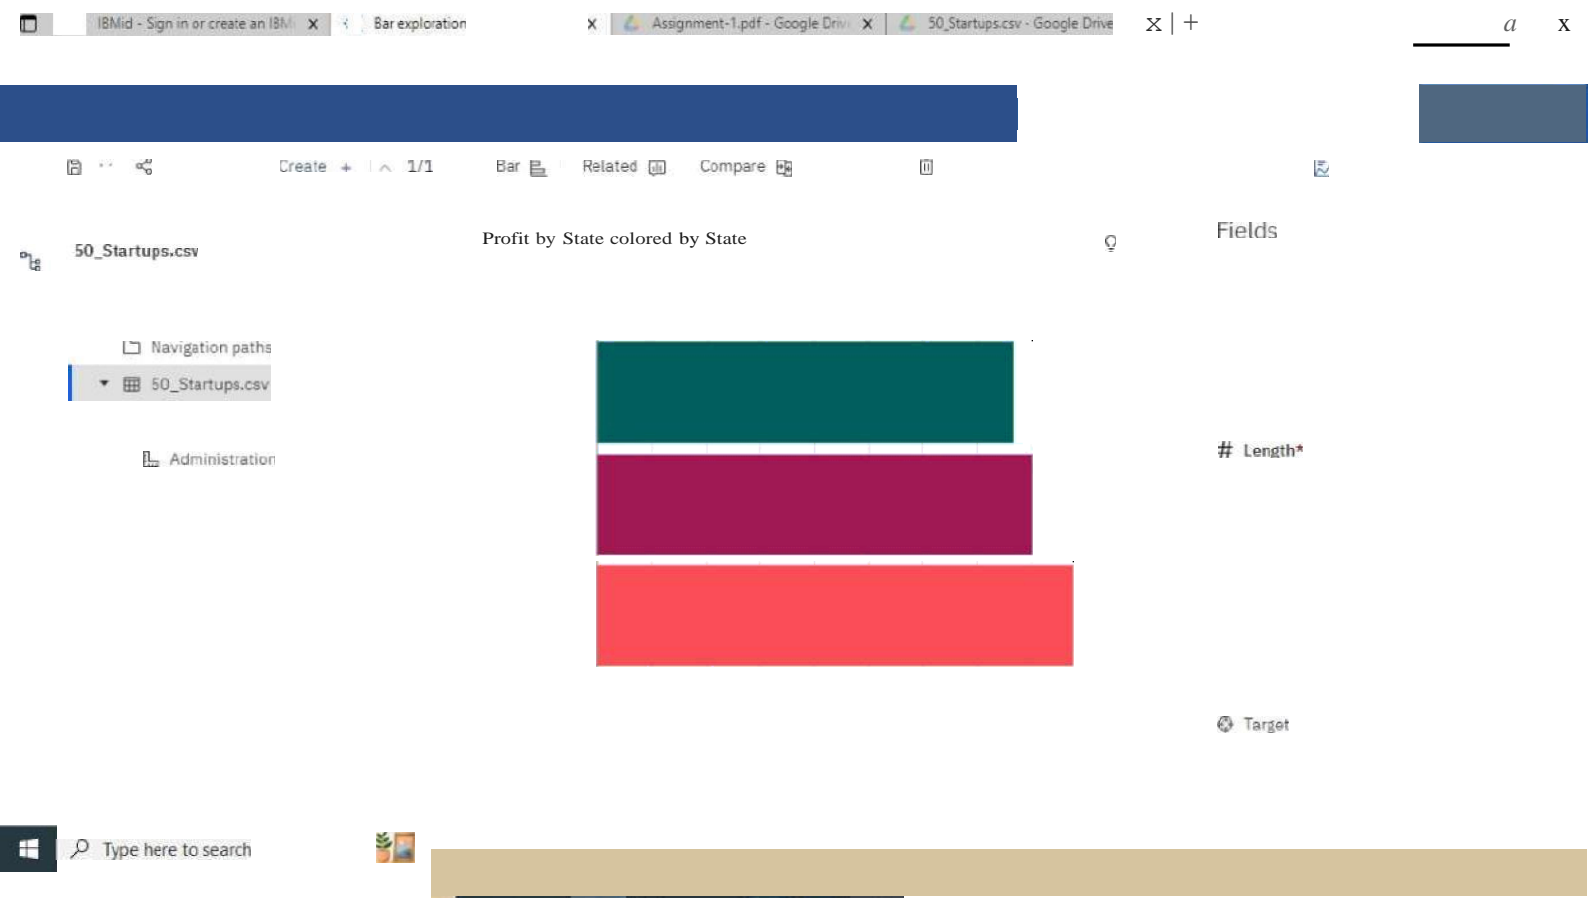 IBMid - Sign in or create an IBM x Bar exploration x Assignment-1.pdf - Google Driv x 50_Startups.csv - Google Drive x | + a x
Create + 1/1 Bar Related Compare
Profit by State colored by State
Fields
50_Startups.csv
Navigation paths
50_Startups.csv
# Length*
Administration
Target
Type here to search